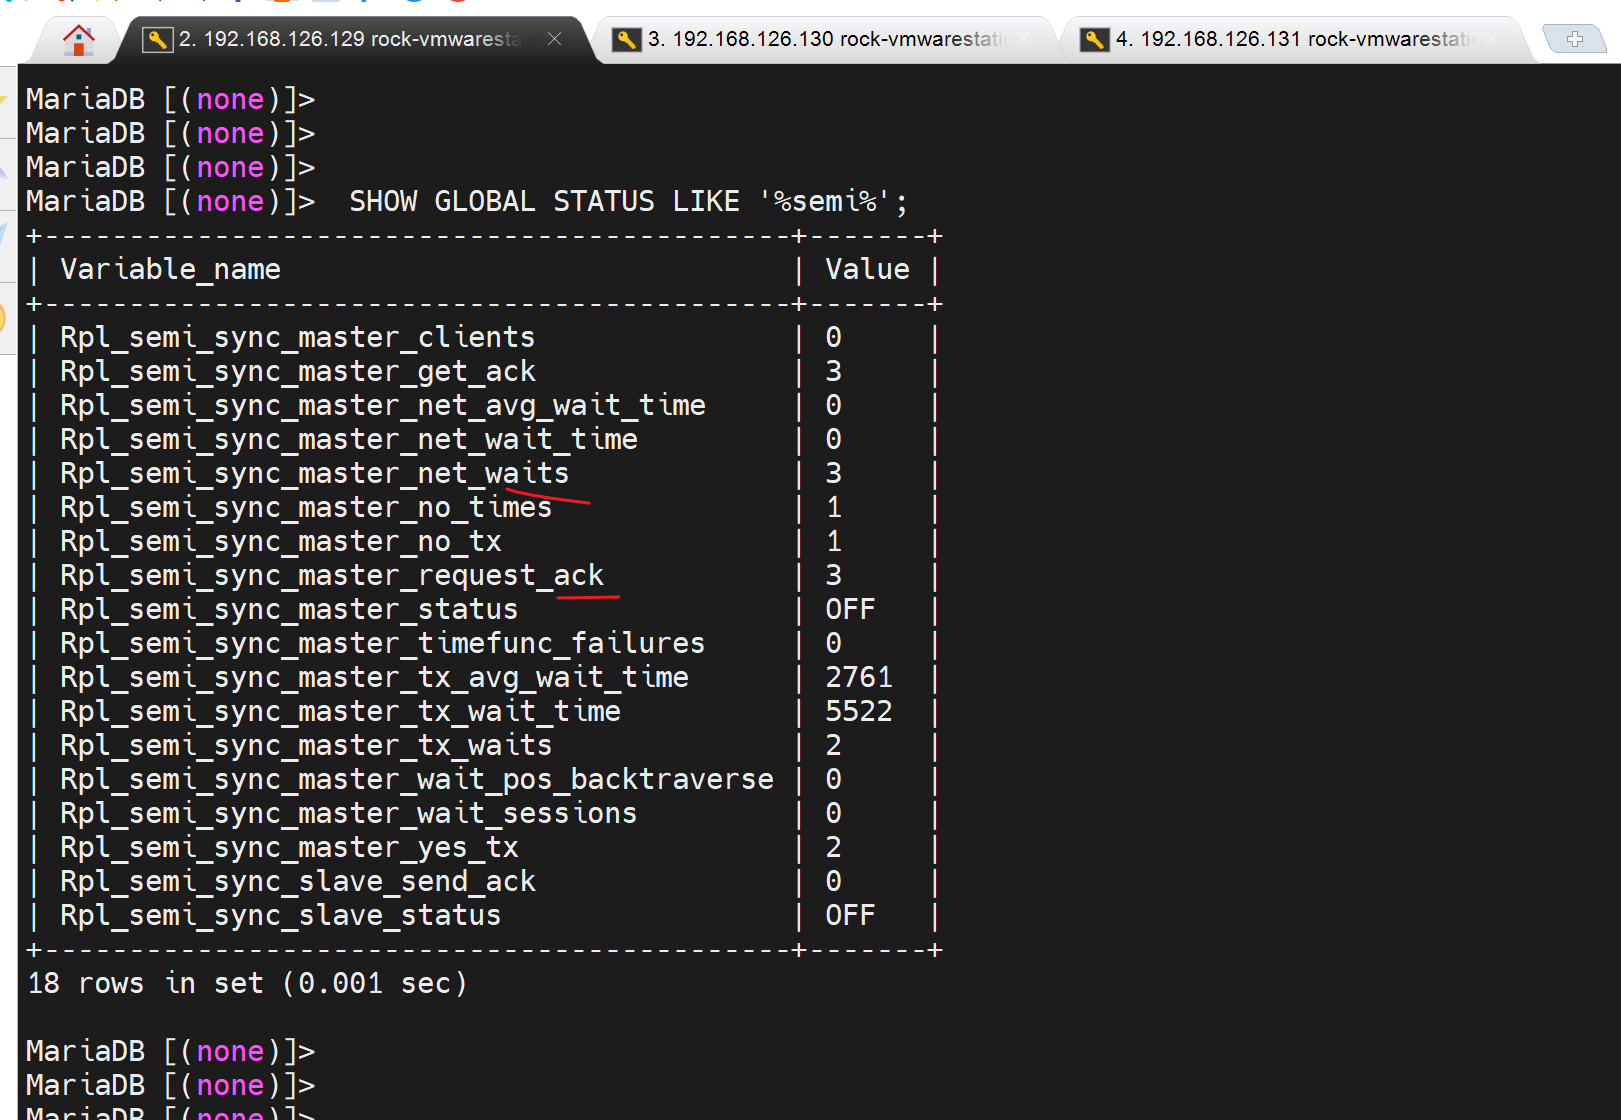 2. 192.168.126.129 rock-vmwaresta
3. 192.168.126.130 rock-vmwarestati
4. 192.168.126.131 rock-vmwarestati
MariaDB [(none)]>
MariaDB [(none)]>
MariaDB [(none)]>
MariaDB [(none)]>  SHOW GLOBAL STATUS LIKE '%semi%';
+--------------------------------------------+-------+
| Variable_name                              | Value |
+--------------------------------------------+-------+
| Rpl_semi_sync_master_clients               | 0     |
| Rpl_semi_sync_master_get_ack               | 3     |
| Rpl_semi_sync_master_net_avg_wait_time     | 0     |
| Rpl_semi_sync_master_net_wait_time         | 0     |
| Rpl_semi_sync_master_net_waits             | 3     |
| Rpl_semi_sync_master_no_times              | 1     |
| Rpl_semi_sync_master_no_tx                 | 1     |
| Rpl_semi_sync_master_request_ack           | 3     |
| Rpl_semi_sync_master_status                | OFF   |
| Rpl_semi_sync_master_timefunc_failures     | 0     |
| Rpl_semi_sync_master_tx_avg_wait_time      | 2761  |
| Rpl_semi_sync_master_tx_wait_time          | 5522  |
| Rpl_semi_sync_master_tx_waits              | 2     |
| Rpl_semi_sync_master_wait_pos_backtraverse | 0     |
| Rpl_semi_sync_master_wait_sessions         | 0     |
| Rpl_semi_sync_master_yes_tx                | 2     |
| Rpl_semi_sync_slave_send_ack               | 0     |
| Rpl_semi_sync_slave_status                 | OFF   |
+--------------------------------------------+-------+
18 rows in set (0.001 sec)
MariaDB [(none)]>
MariaDB [(none)]>
MariaDB [(none)]>